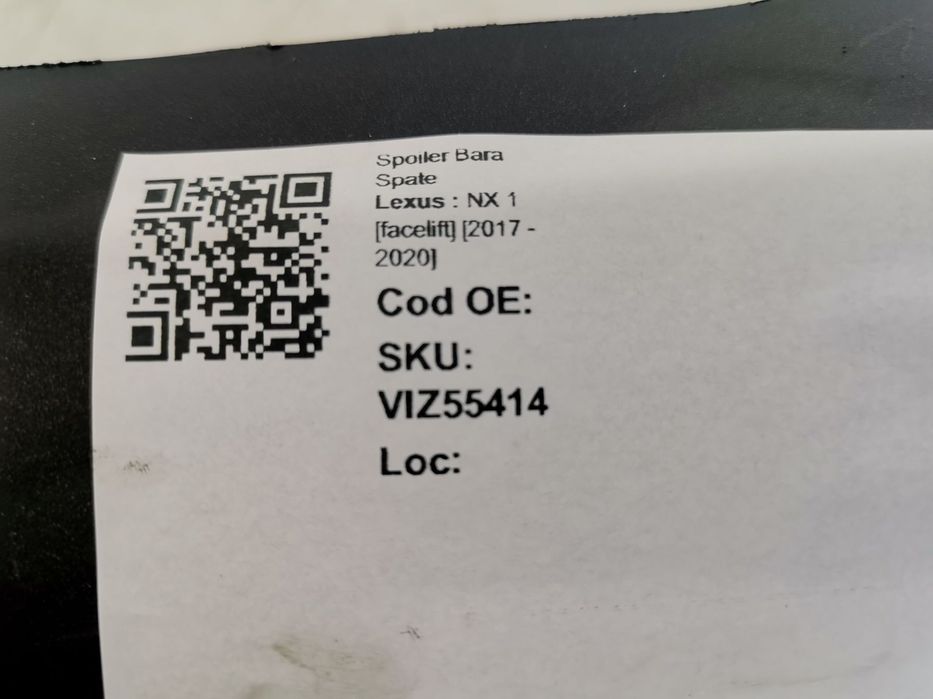 Spoiler Bara
Spate
Lexus : NX 1
[facelift] [2017 -
2020]
Cod OE:
SKU:
VIZ55414
Loc: